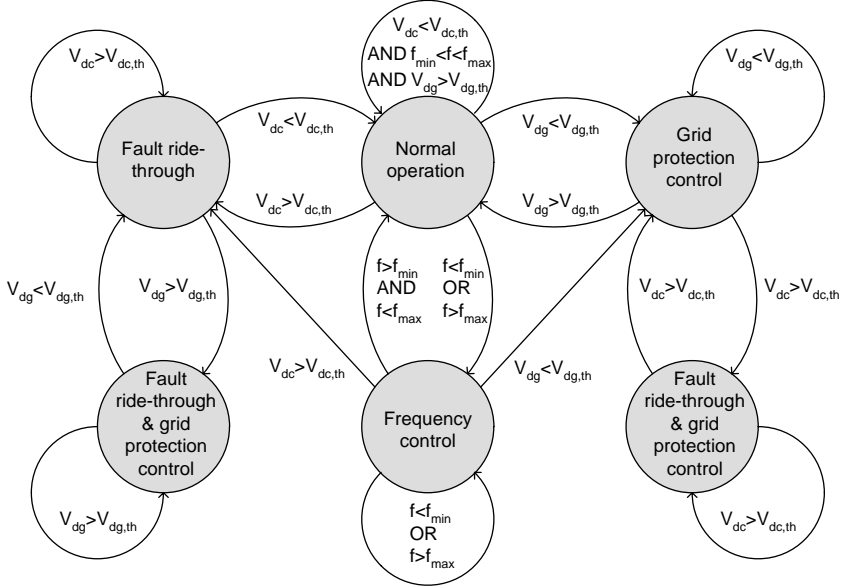 V_dc<V_dc,th
AND f_min<f<f_max
AND V_dg>V_dg,th
V_dc>V_dc,th
V_dg<V_dg,th
Fault ride-
through
V_dc<V_dc,th
Normal
operation
V_dg<V_dg,th
Grid
protection
control
V_dc>V_dc,th
V_dg>V_dg,th
f>f_min
AND
f<f_max
f<f_min
OR
f>f_max
V_dg<V_dg,th
V_dg>V_dg,th
V_dc>V_dc,th
V_dc>V_dc,th
V_dc>V_dc,th
V_dg<V_dg,th
Fault
ride-through
& grid
protection
control
Frequency
control
Fault
ride-through
& grid
protection
control
V_dg>V_dg,th
f<f_min
OR
f>f_max
V_dc>V_dc,th